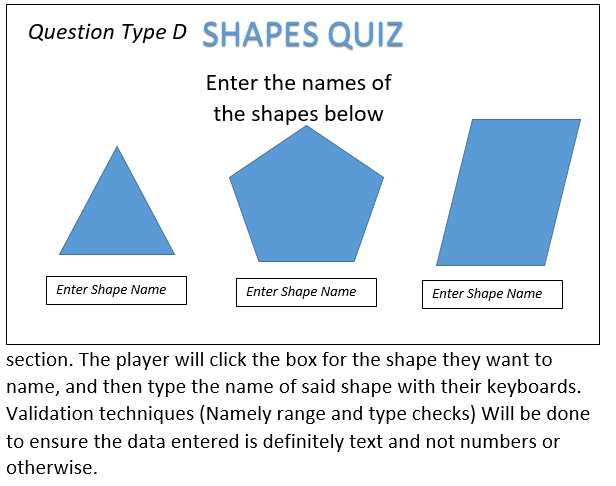 Question Type D SHAPES QUIZ
Enter the names of
the shapes below
Enter Shape Name
Enter Shape Name
Enter Shape Name
section. The player will click the box for the shape they want to
name, and then type the name of said shape with their keyboards.
Validation techniques (Namely range and type checks) Will be done
to ensure the data entered is definitely text and not numbers or
otherwise.